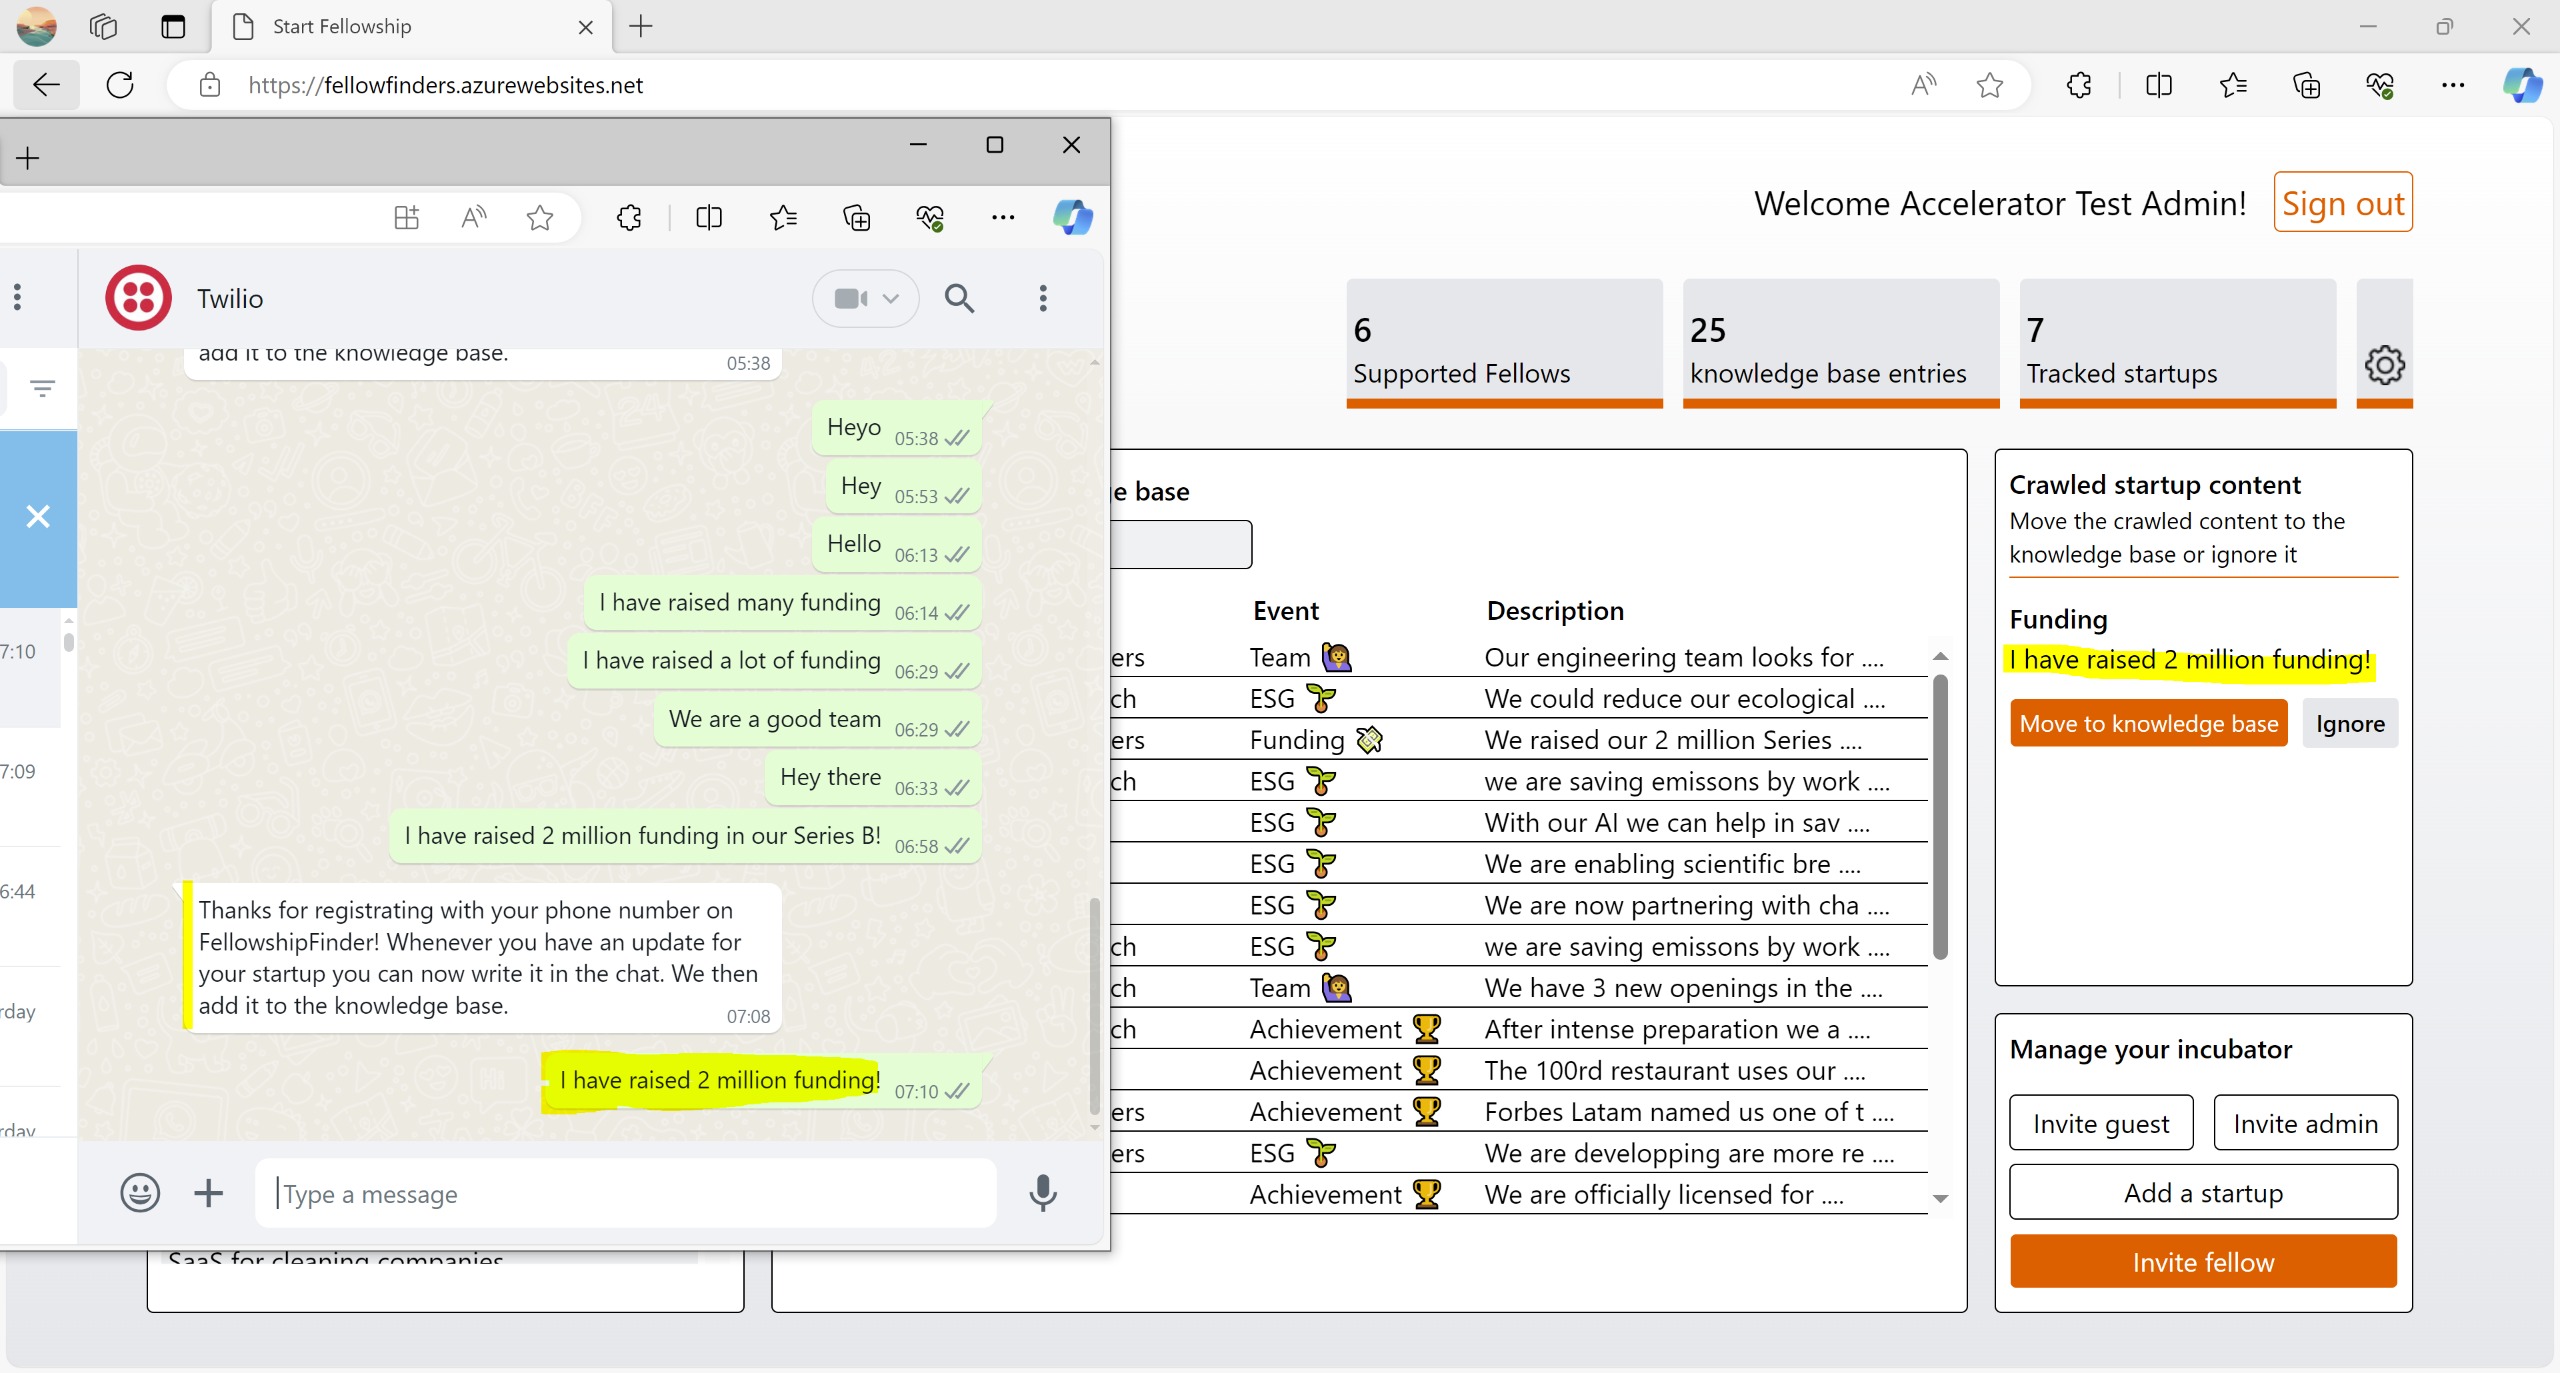 Start Fellowship
https://fellowfinders.azurewebsites.net
Twilio
add it to the knowledge base.
05:38
Heyo 05:38
Hey 05:53
Hello 06:13
I have raised many funding 06:14
I have raised a lot of funding 06:29
We are a good team 06:29
Hey there 06:33
I have raised 2 million funding in our Series B! 06:58
Thanks for registrating with your phone number on
FellowshipFinder! Whenever you have an update for
your startup you can now write it in the chat. We then
add it to the knowledge base.
07:08
I have raised 2 million funding! 07:10
Type a message
7:10
7:09
6:44
rday
rday
SaaS for cleaning companies
Welcome Accelerator Test Admin!
Sign out
6
Supported Fellows
25
knowledge base entries
7
Tracked startups
e base
Event Description
ers Team Our engineering team looks for ....
ch ESG We could reduce our ecological ....
ers Funding We raised our 2 million Series ....
ch ESG we are saving emissons by work ....
ESG With our AI we can help in sav ....
ESG We are enabling scientific bre ....
ESG We are now partnering with cha ....
ch ESG we are saving emissons by work ....
ch Team We have 3 new openings in the ....
ch Achievement After intense preparation we a ....
Achievement The 100rd restaurant uses our ....
ers Achievement Forbes Latam named us one of t ....
ers ESG We are developping are more re ....
Achievement We are officially licensed for ....
Crawled startup content
Move the crawled content to the
knowledge base or ignore it
Funding
I have raised 2 million funding!
Move to knowledge base
Ignore
Manage your incubator
Invite guest
Invite admin
Add a startup
Invite fellow